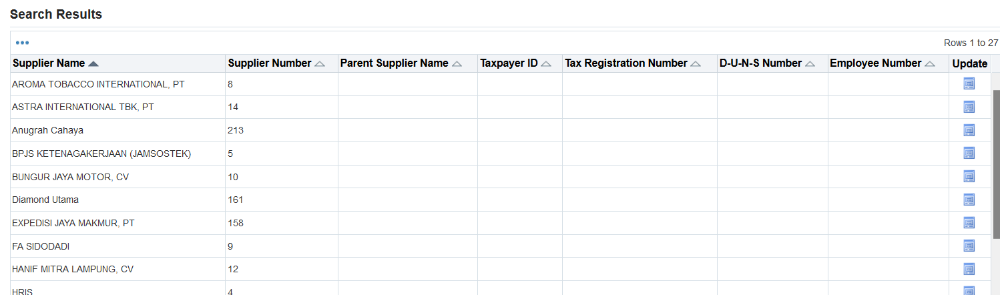 Search Results
Rows 1 to 27
Supplier Name Supplier Number Parent Supplier Name Taxpayer ID Tax Registration Number D-U-N-S Number Employee Number Update
AROMA TOBACCO INTERNATIONAL, PT 8
ASTRA INTERNATIONAL TBK, PT 14
Anugrah Cahaya 213
BPJS KETENAGAKERJAAN (JAMSOSTEK) 5
BUNGUR JAYA MOTOR, CV 10
Diamond Utama 161
EXPEDISI JAYA MAKMUR, PT 158
FA SIDODADI 9
HANIF MITRA LAMPUNG, CV 12
HRIS 4